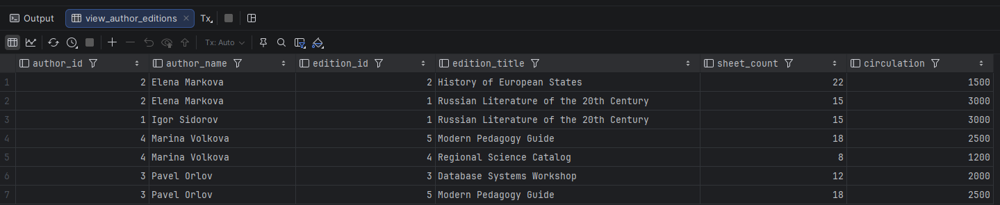 Output view_author_editions × Tx
Tx: Auto
author_id author_name edition_id edition_title sheet_count circulation
1 2 Elena Markova 2 History of European States 22 1500
2 2 Elena Markova 1 Russian Literature of the 20th Century 15 3000
3 1 Igor Sidorov 1 Russian Literature of the 20th Century 15 3000
4 4 Marina Volkova 5 Modern Pedagogy Guide 18 2500
5 4 Marina Volkova 4 Regional Science Catalog 8 1200
6 3 Pavel Orlov 3 Database Systems Workshop 12 2000
7 3 Pavel Orlov 5 Modern Pedagogy Guide 18 2500